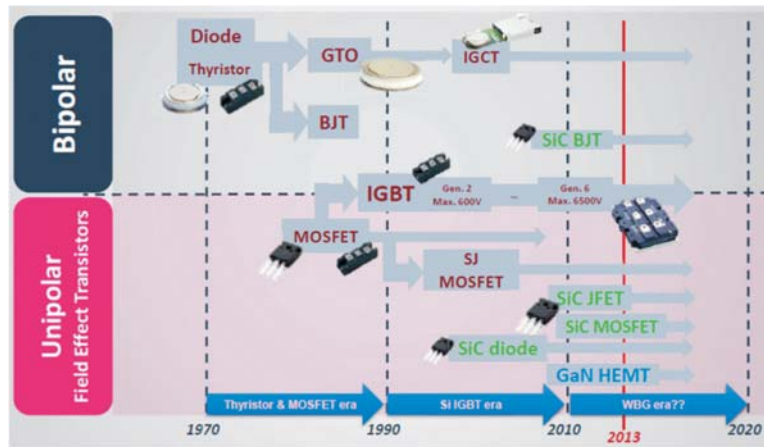 Bipolar
Unipolar
Field Effect Transistors
Diode
Thyristor
GTO
IGCT
BJT
SiC BJT
IGBT
Gen. 2
Max. 600V
...
Gen. 6
Max. 6500V
MOSFET
SJ
MOSFET
SiC JFET
SiC MOSFET
SiC diode
GaN HEMT
Thyristor & MOSFET era
Si IGBT era
WBG era??
1970
1990
2010
2013
2020